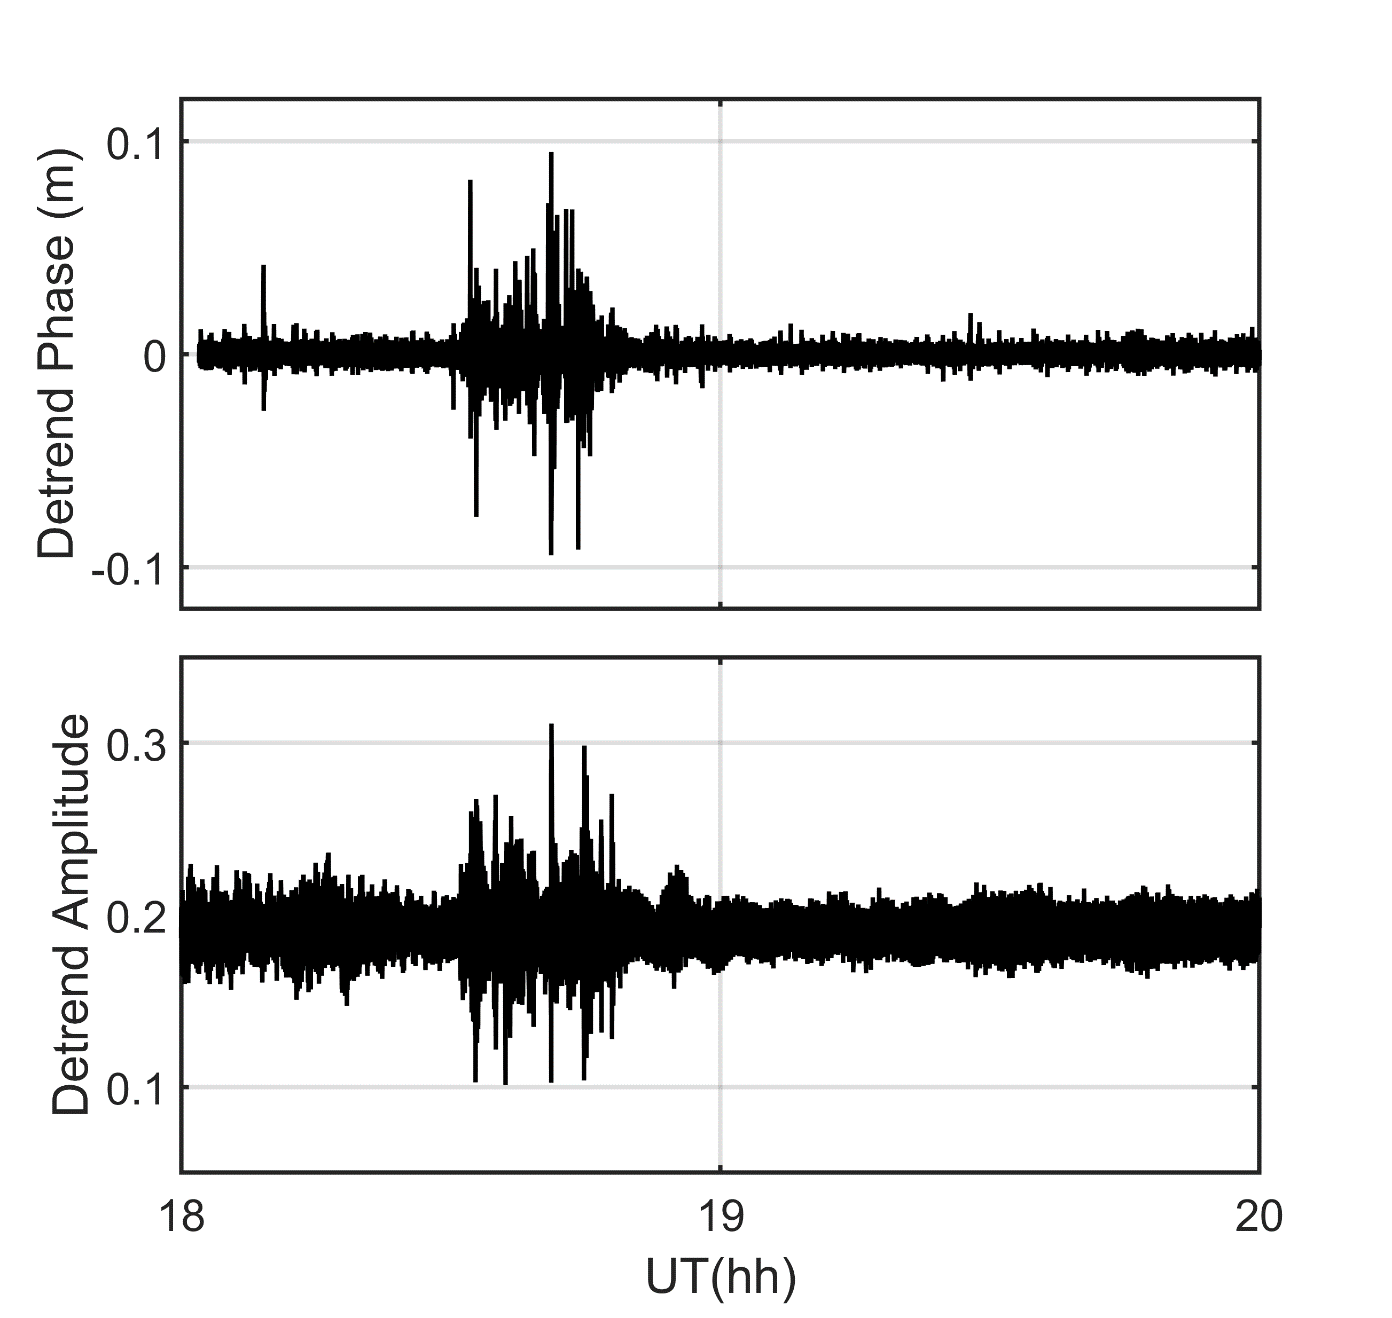 Detrend Phase (m)
0.1
0
-0.1
Detrend Amplitude
0.3
0.2
0.1
18 19 20
UT(hh)